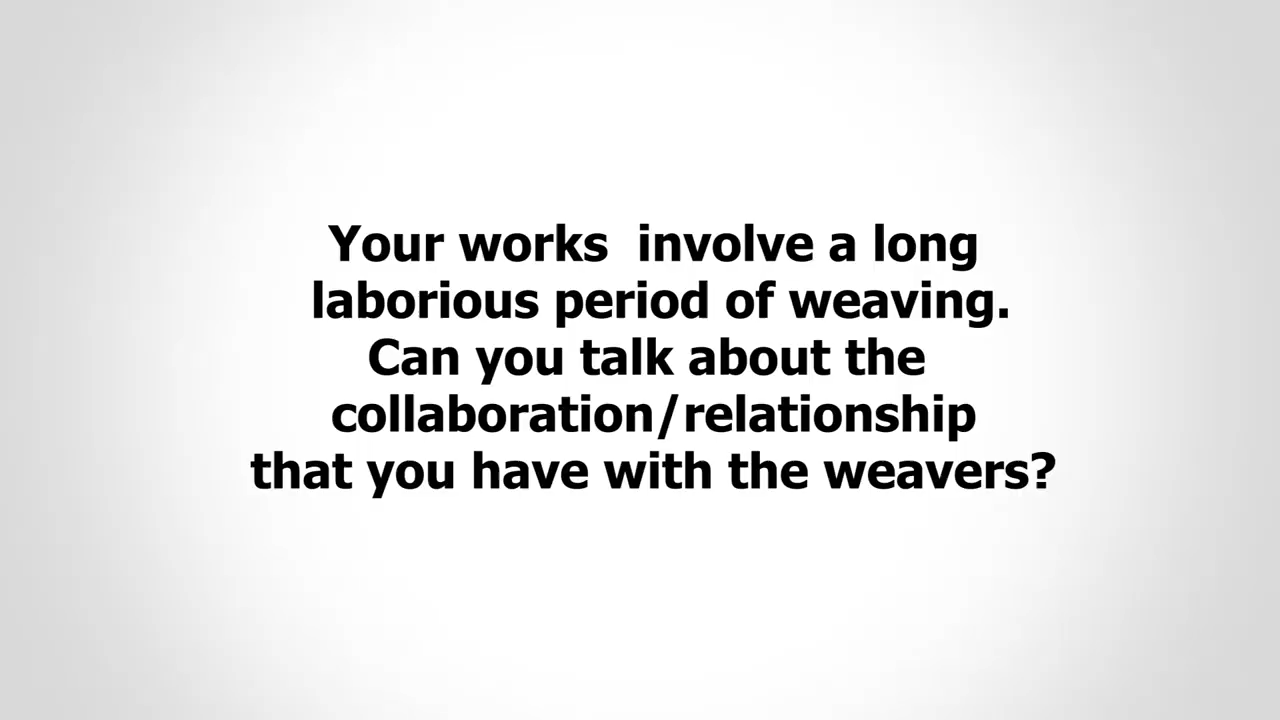 Your works  involve a long
laborious period of weaving.
Can you talk about the
collaboration/relationship
that you have with the weavers?